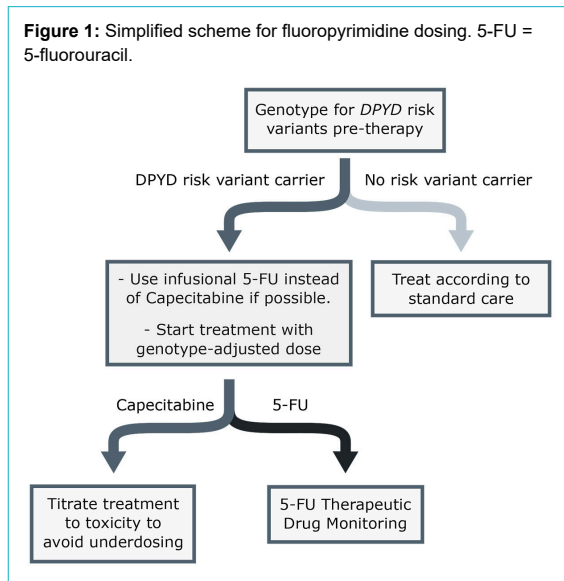 Figure 1: Simplified scheme for fluoropyrimidine dosing. 5-FU =
5-fluorouracil.
Genotype for DPYD risk
variants pre-therapy
DPYD risk variant carrier
No risk variant carrier
- Use infusional 5-FU instead
of Capecitabine if possible.
- Start treatment with
genotype-adjusted dose
Treat according to
standard care
Capecitabine
5-FU
Titrate treatment
to toxicity to
avoid underdosing
5-FU Therapeutic
Drug Monitoring